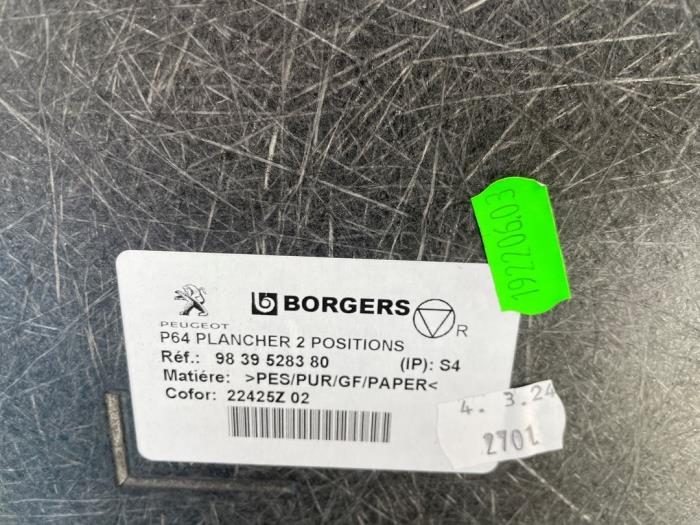 PEUGEOT
BORGERS
R
P64 PLANCHER 2 POSITIONS
Réf.: 98 39 5283 80 (IP): S4
Matiére: >PES/PUR/GF/PAPER<
Cofor: 22425Z 02
19220603
4. 3.24
2701